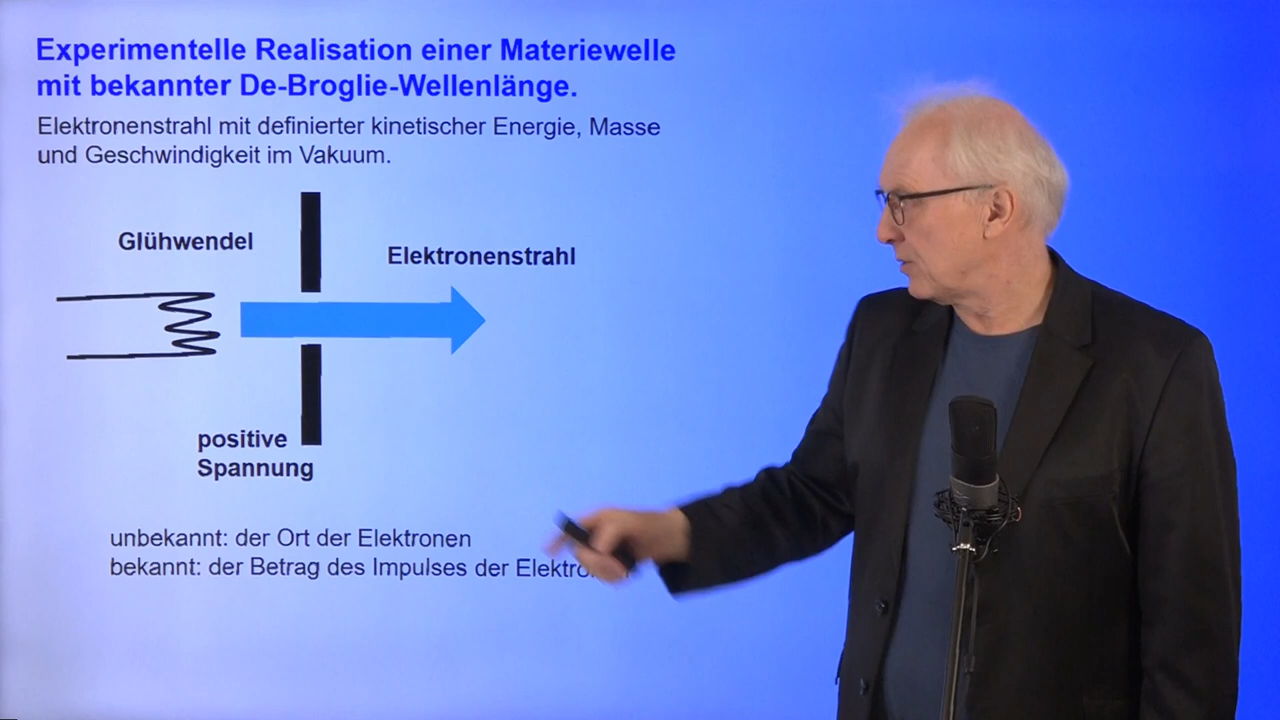 Experimentelle Realisation einer Materiewelle
mit bekannter De-Broglie-Wellenlänge.
Elektronenstrahl mit definierter kinetischer Energie, Masse
und Geschwindigkeit im Vakuum.
Glühwendel
Elektronenstrahl
positive
Spannung
unbekannt: der Ort der Elektronen
bekannt: der Betrag des Impulses der